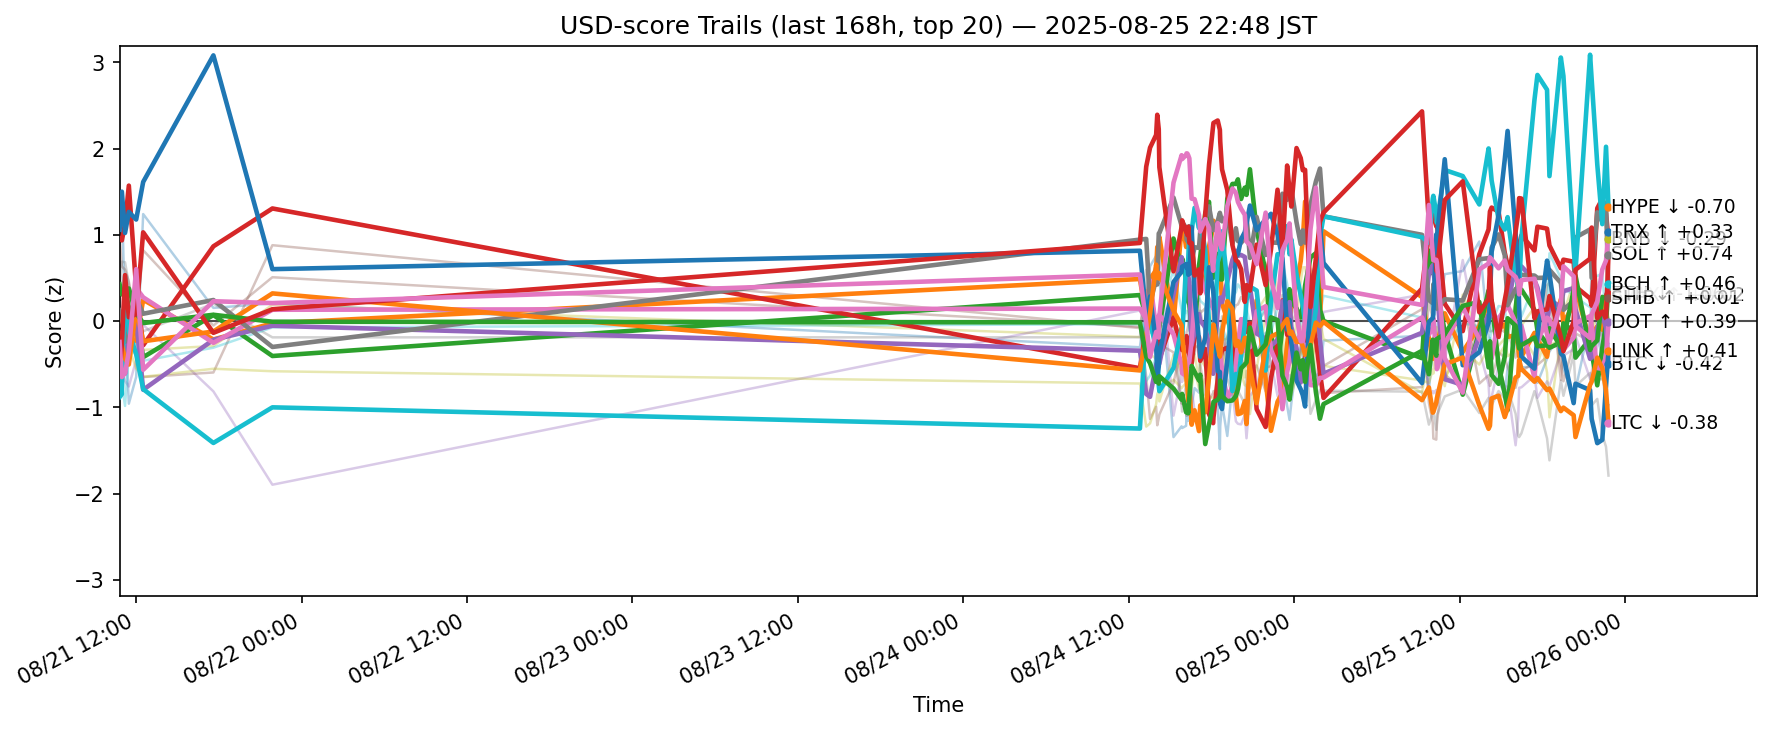 USD-score Trails (last 168h, top 20) — 2025-08-25 22:48 JST
Score (z)
3
2
1
0
−1
−2
−3
HYPE ↓ -0.70
TRX ↑ +0.33
BNB ↓ -0.29
SOL ↑ +0.74
BCH ↑ +0.46
SHIB ↑ +0.01
DOT ↑ +0.39
LINK ↑ +0.41
BTC ↓ -0.42
LTC ↓ -0.38
08/21 12:00
08/22 00:00
08/22 12:00
08/23 00:00
08/23 12:00
08/24 00:00
08/24 12:00
08/25 00:00
08/25 12:00
08/26 00:00
Time